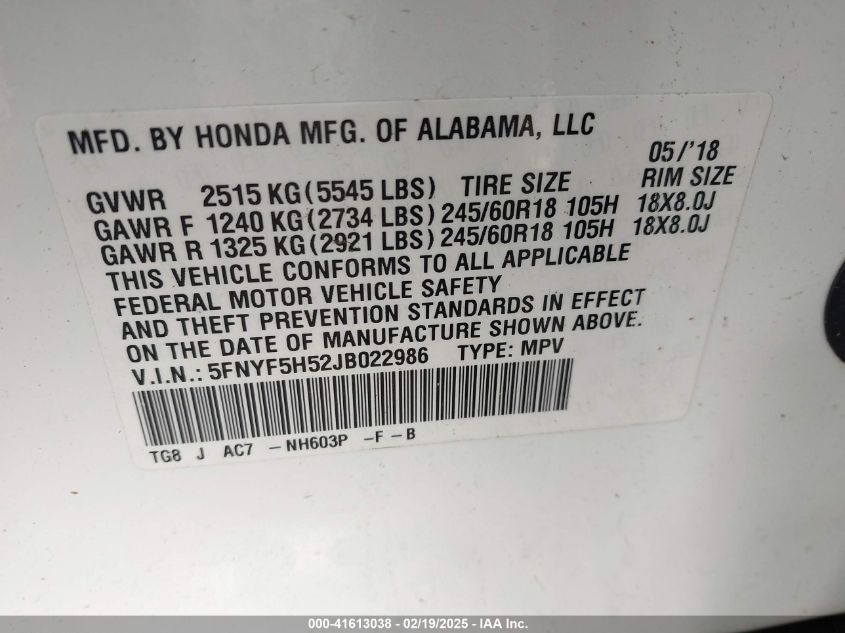 MFD. BY HONDA MFG. OF ALABAMA, LLC
05/'18
GVWR 2515 KG (5545 LBS) TIRE SIZE RIM SIZE
GAWR F 1240 KG (2734 LBS) 245/60R18 105H 18X8.0J
GAWR R 1325 KG (2921 LBS) 245/60R18 105H 18X8.0J
THIS VEHICLE CONFORMS TO ALL APPLICABLE
FEDERAL MOTOR VEHICLE SAFETY
AND THEFT PREVENTION STANDARDS IN EFFECT
ON THE DATE OF MANUFACTURE SHOWN ABOVE.
V.I.N.: 5FNYF5H52JB022986 TYPE: MPV
TG8 J AC7 -NH603P -F-B
000-41613038 - 02/19/2025 - IAA Inc.